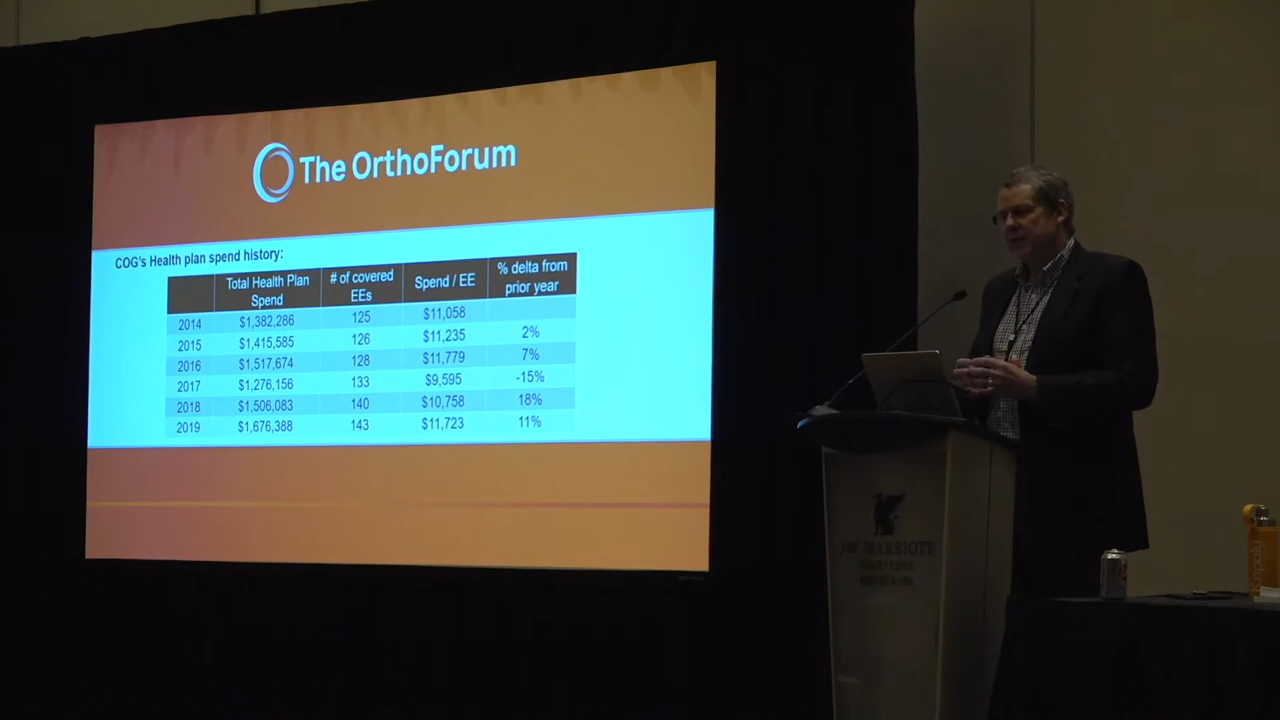 The OrthoForum
COG's Health plan spend history:
Total Health Plan Spend # of covered EEs Spend / EE % delta from prior year
2014 $1,382,286 125 $11,058
2015 $1,415,585 126 $11,235 2%
2016 $1,517,674 128 $11,779 7%
2017 $1,276,156 133 $9,595 -15%
2018 $1,506,083 140 $10,758 18%
2019 $1,676,388 143 $11,723 11%
JW MARRIOTT